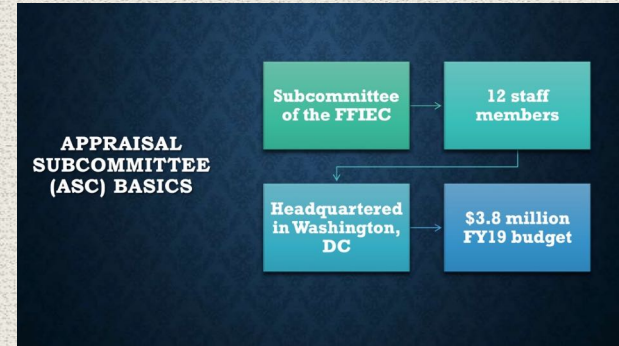 APPRAISAL
SUBCOMMITTEE
(ASC) BASICS
Subcommittee
of the FFIEC
12 staff
members
Headquartered
in Washington,
DC
$3.8 million
FY19 budget